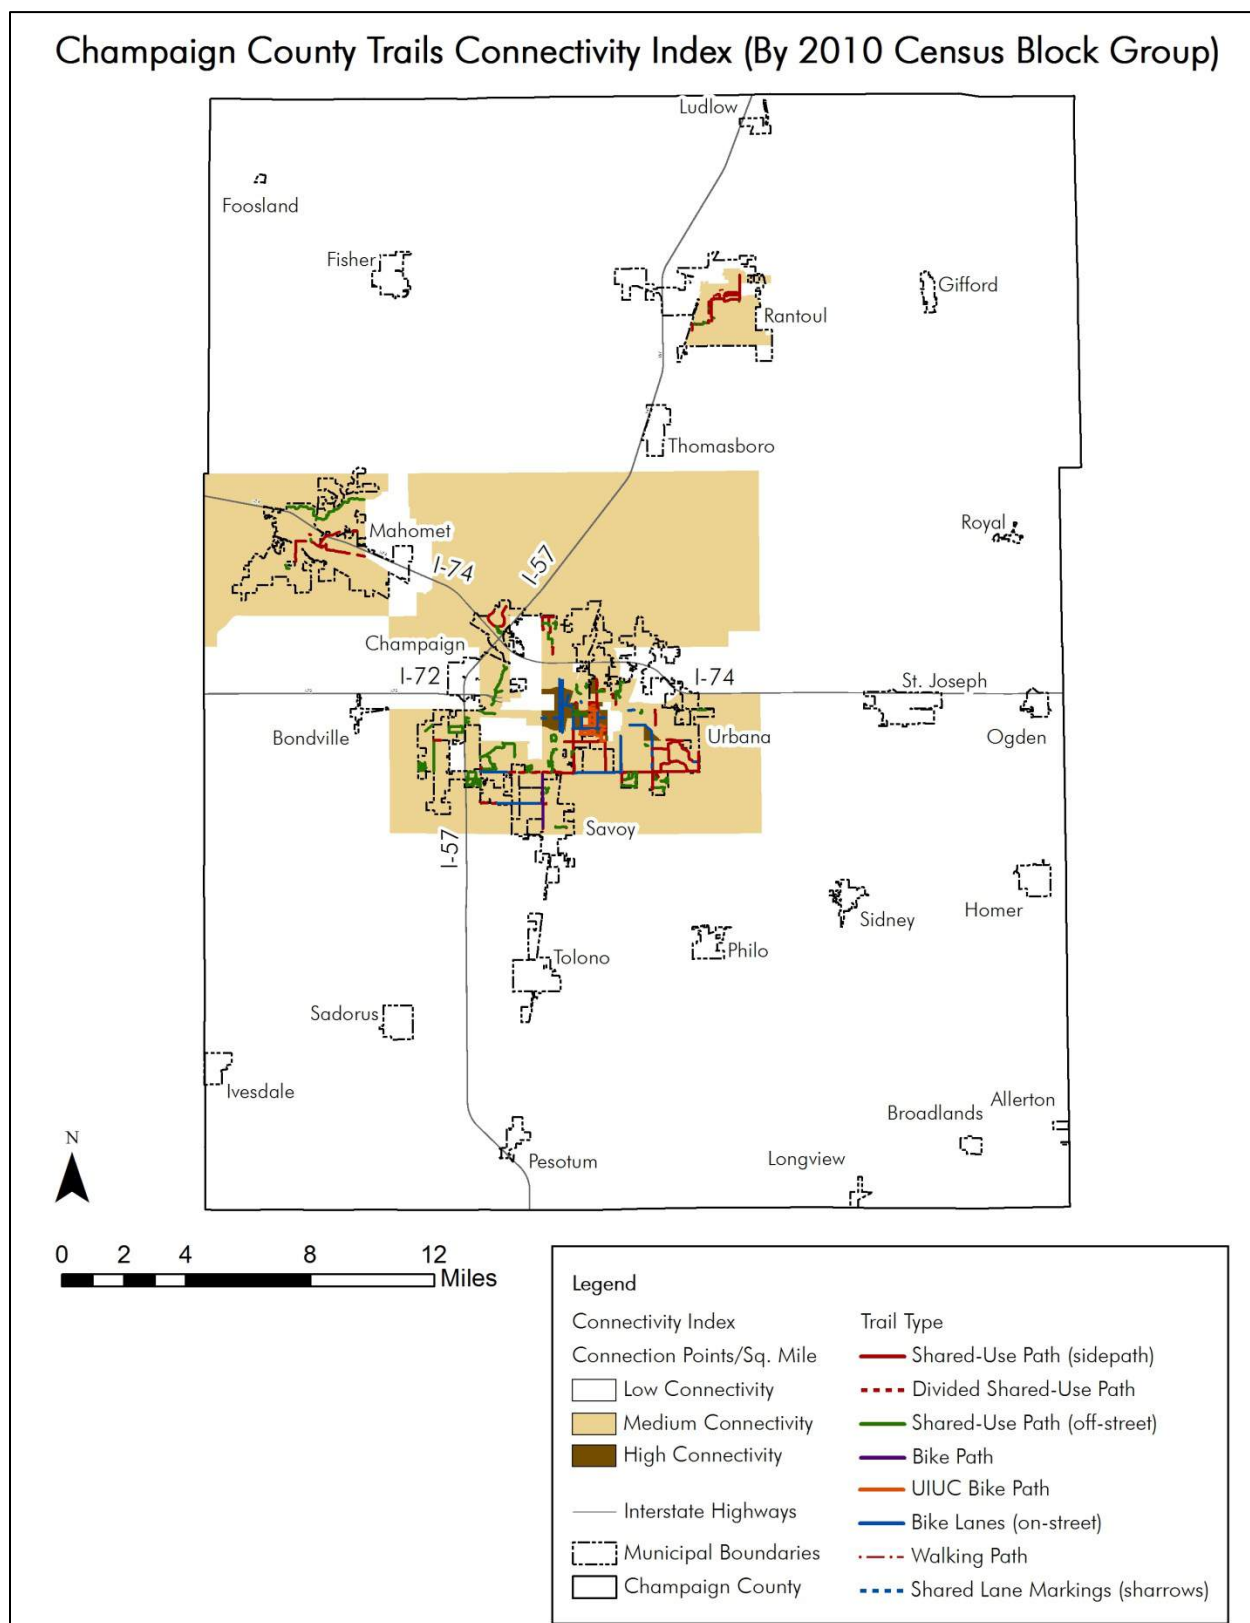 Champaign County Trails Connectivity Index (By 2010 Census Block Group)
Ludlow
Foosland
Fisher
Gifford
Rantoul
Thomasboro
Royal
Mahomet
I-74
I-57
Champaign
I-72
I-74
St. Joseph
Bondville
Urbana
Ogden
Savoy
I-57
Homer
Sidney
Philo
Tolono
Sadorus
Ivesdale
Allerton
Broadlands
Longview
Pesotum
N
0 2 4 8 12
Miles
Legend
Connectivity Index
Connection Points/Sq. Mile
Low Connectivity
Medium Connectivity
High Connectivity
Interstate Highways
Municipal Boundaries
Champaign County
Trail Type
Shared-Use Path (sidepath)
Divided Shared-Use Path
Shared-Use Path (off-street)
Bike Path
UIUC Bike Path
Bike Lanes (on-street)
Walking Path
Shared Lane Markings (sharrows)